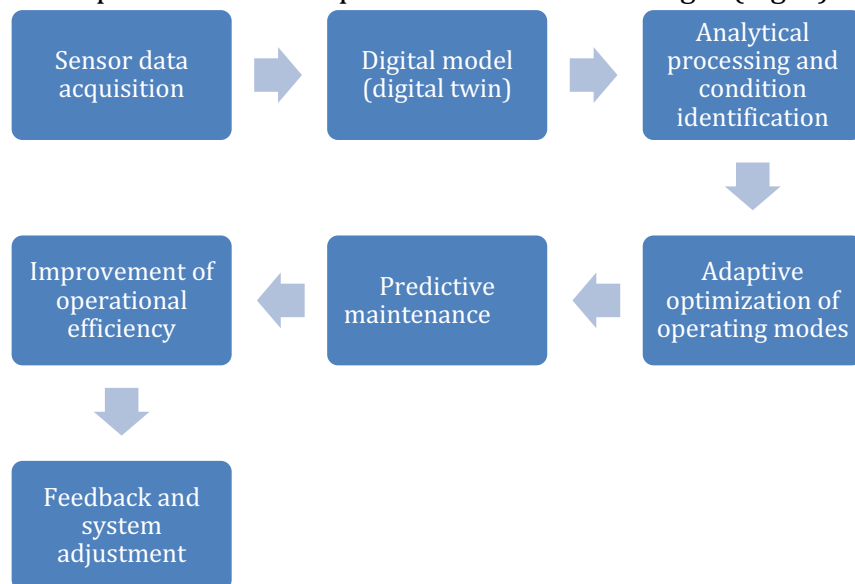 Sensor data
acquisition
Digital model
(digital twin)
Analytical
processing and
condition
identification
Adaptive
optimization of
operating modes
Predictive
maintenance
Improvement of
operational
efficiency
Feedback and
system
adjustment